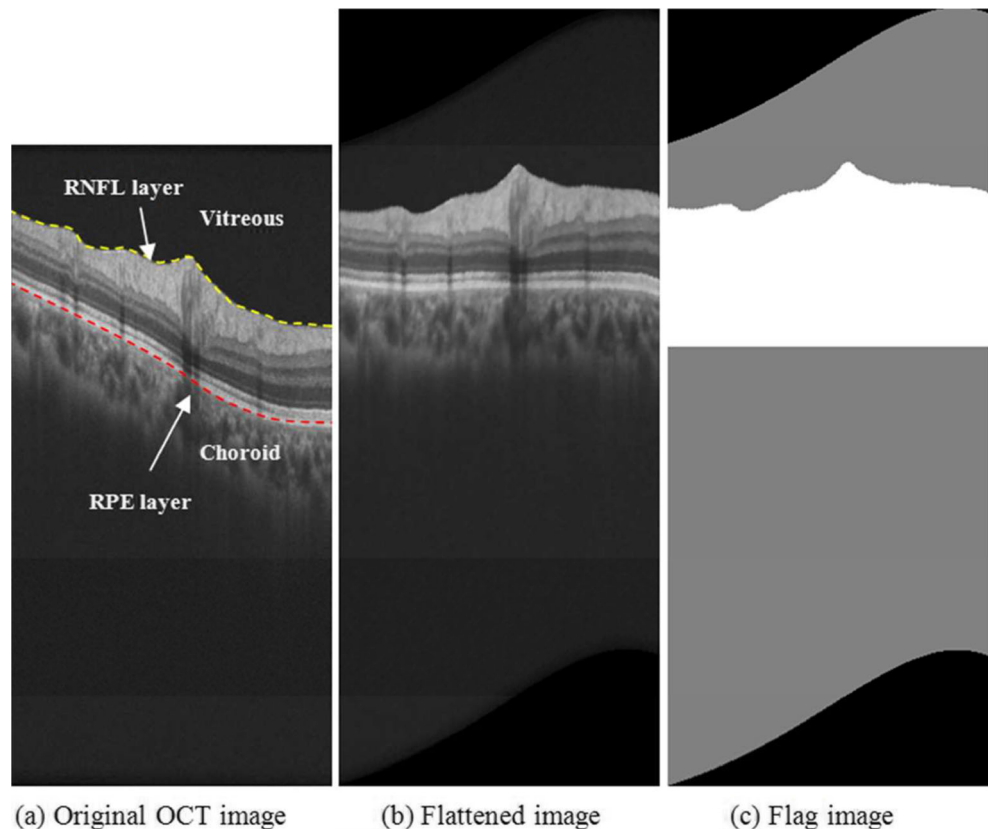 RNFL layer
Vitreous
Choroid
RPE layer
(a) Original OCT image
(b) Flattened image
(c) Flag image